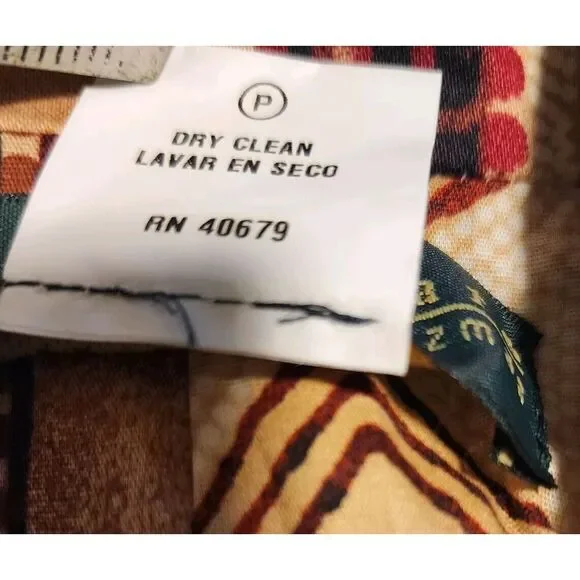 P
DRY CLEAN
LAVAR EN SECO
RN 40679